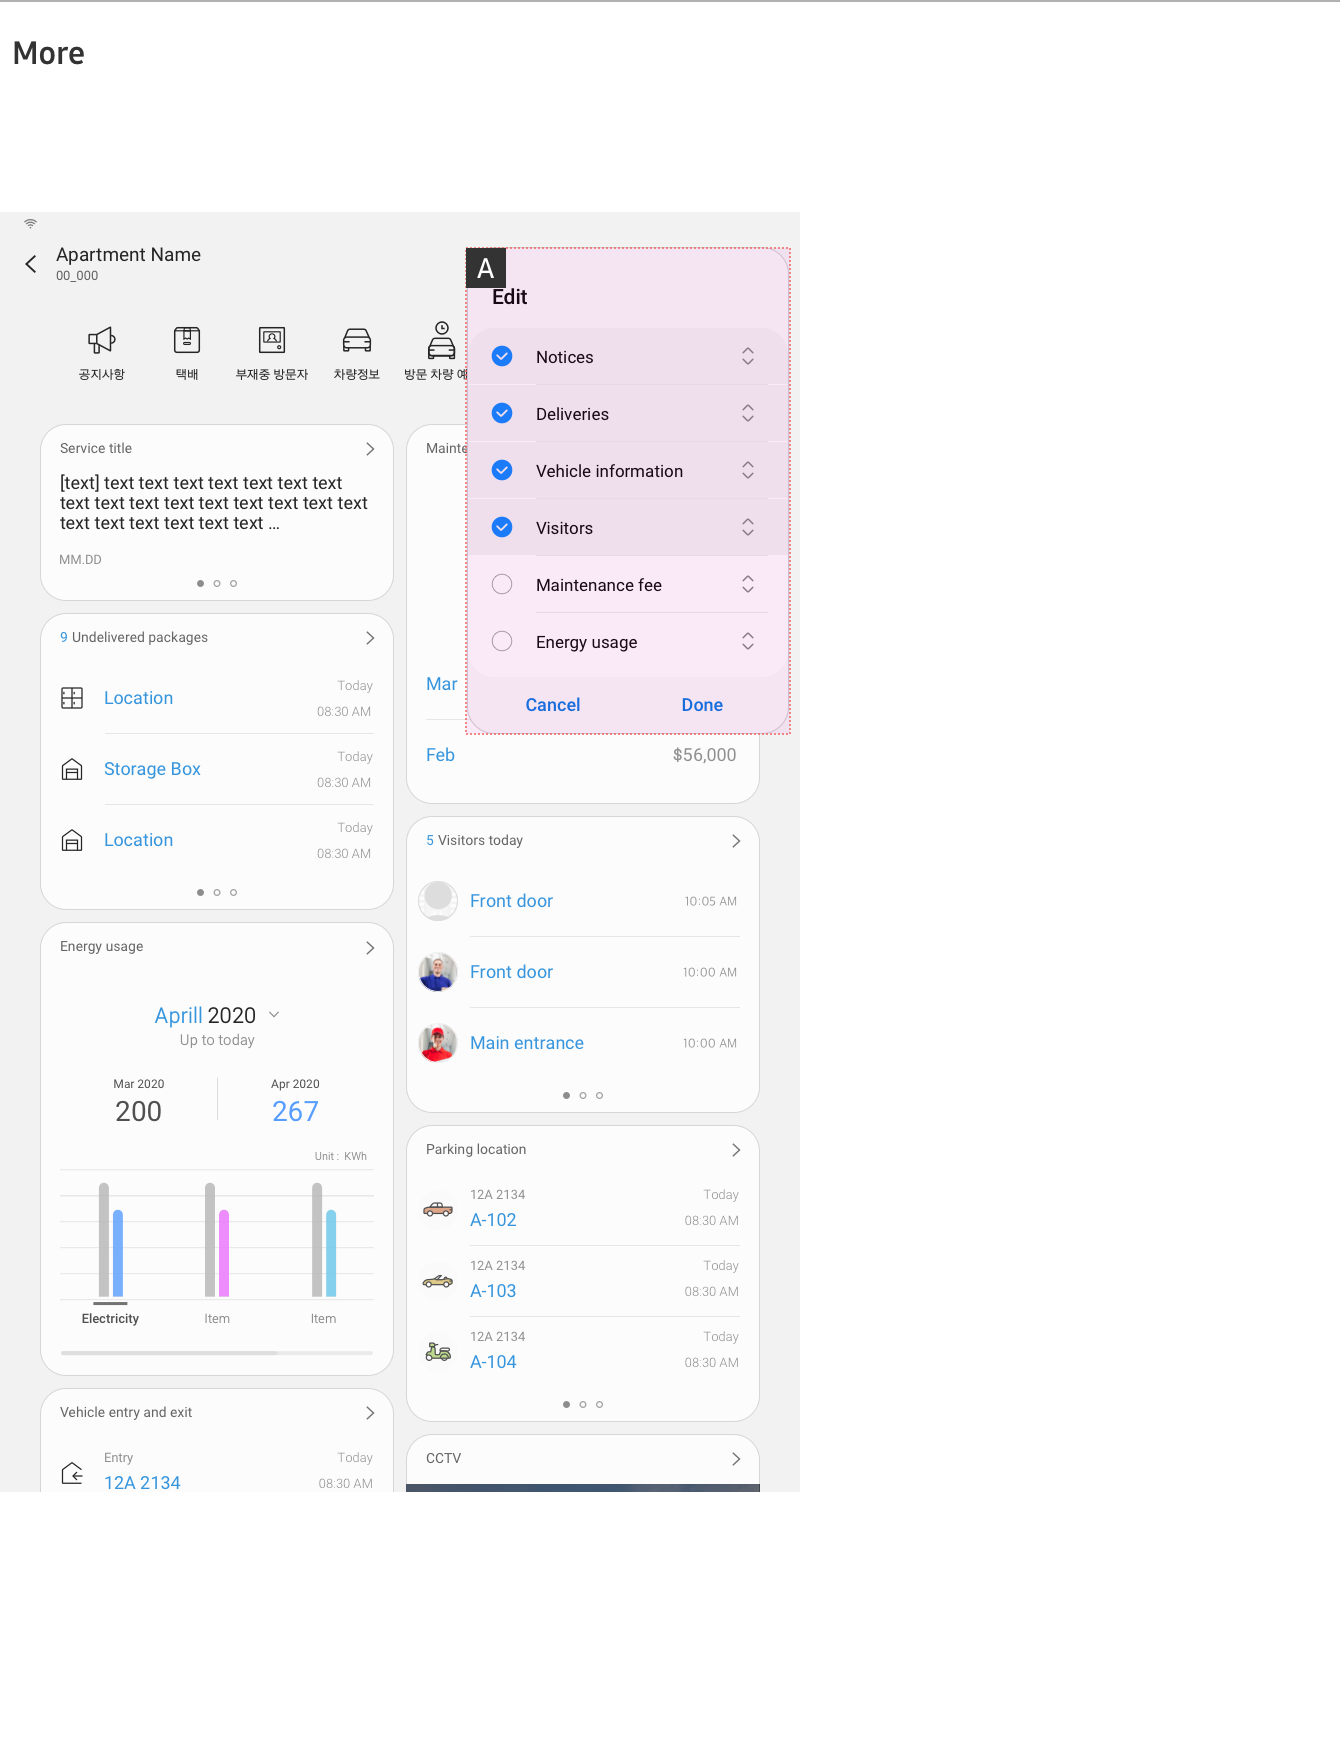 More
Apartment Name
00_000
공지사항
택배
부재중 방문자
차량정보
방문 차량 예
A
Edit
Notices
Deliveries
Vehicle information
Visitors
Maintenance fee
Energy usage
Cancel
Done
Service title
[text] text text text text text text text
text text text text text text text text text
text text text text text text ...
MM.DD
9 Undelivered packages
Location
Today
08:30 AM
Storage Box
Today
08:30 AM
Location
Today
08:30 AM
Energy usage
Aprill 2020
Up to today
Mar 2020
200
Apr 2020
267
Unit : KWh
Electricity
Item
Item
Vehicle entry and exit
Entry
12A 2134
Today
08:30 AM
Mainte
Mar
Feb
$56,000
5 Visitors today
Front door
10:05 AM
Front door
10:00 AM
Main entrance
10:00 AM
Parking location
12A 2134
A-102
Today
08:30 AM
12A 2134
A-103
Today
08:30 AM
12A 2134
A-104
Today
08:30 AM
CCTV